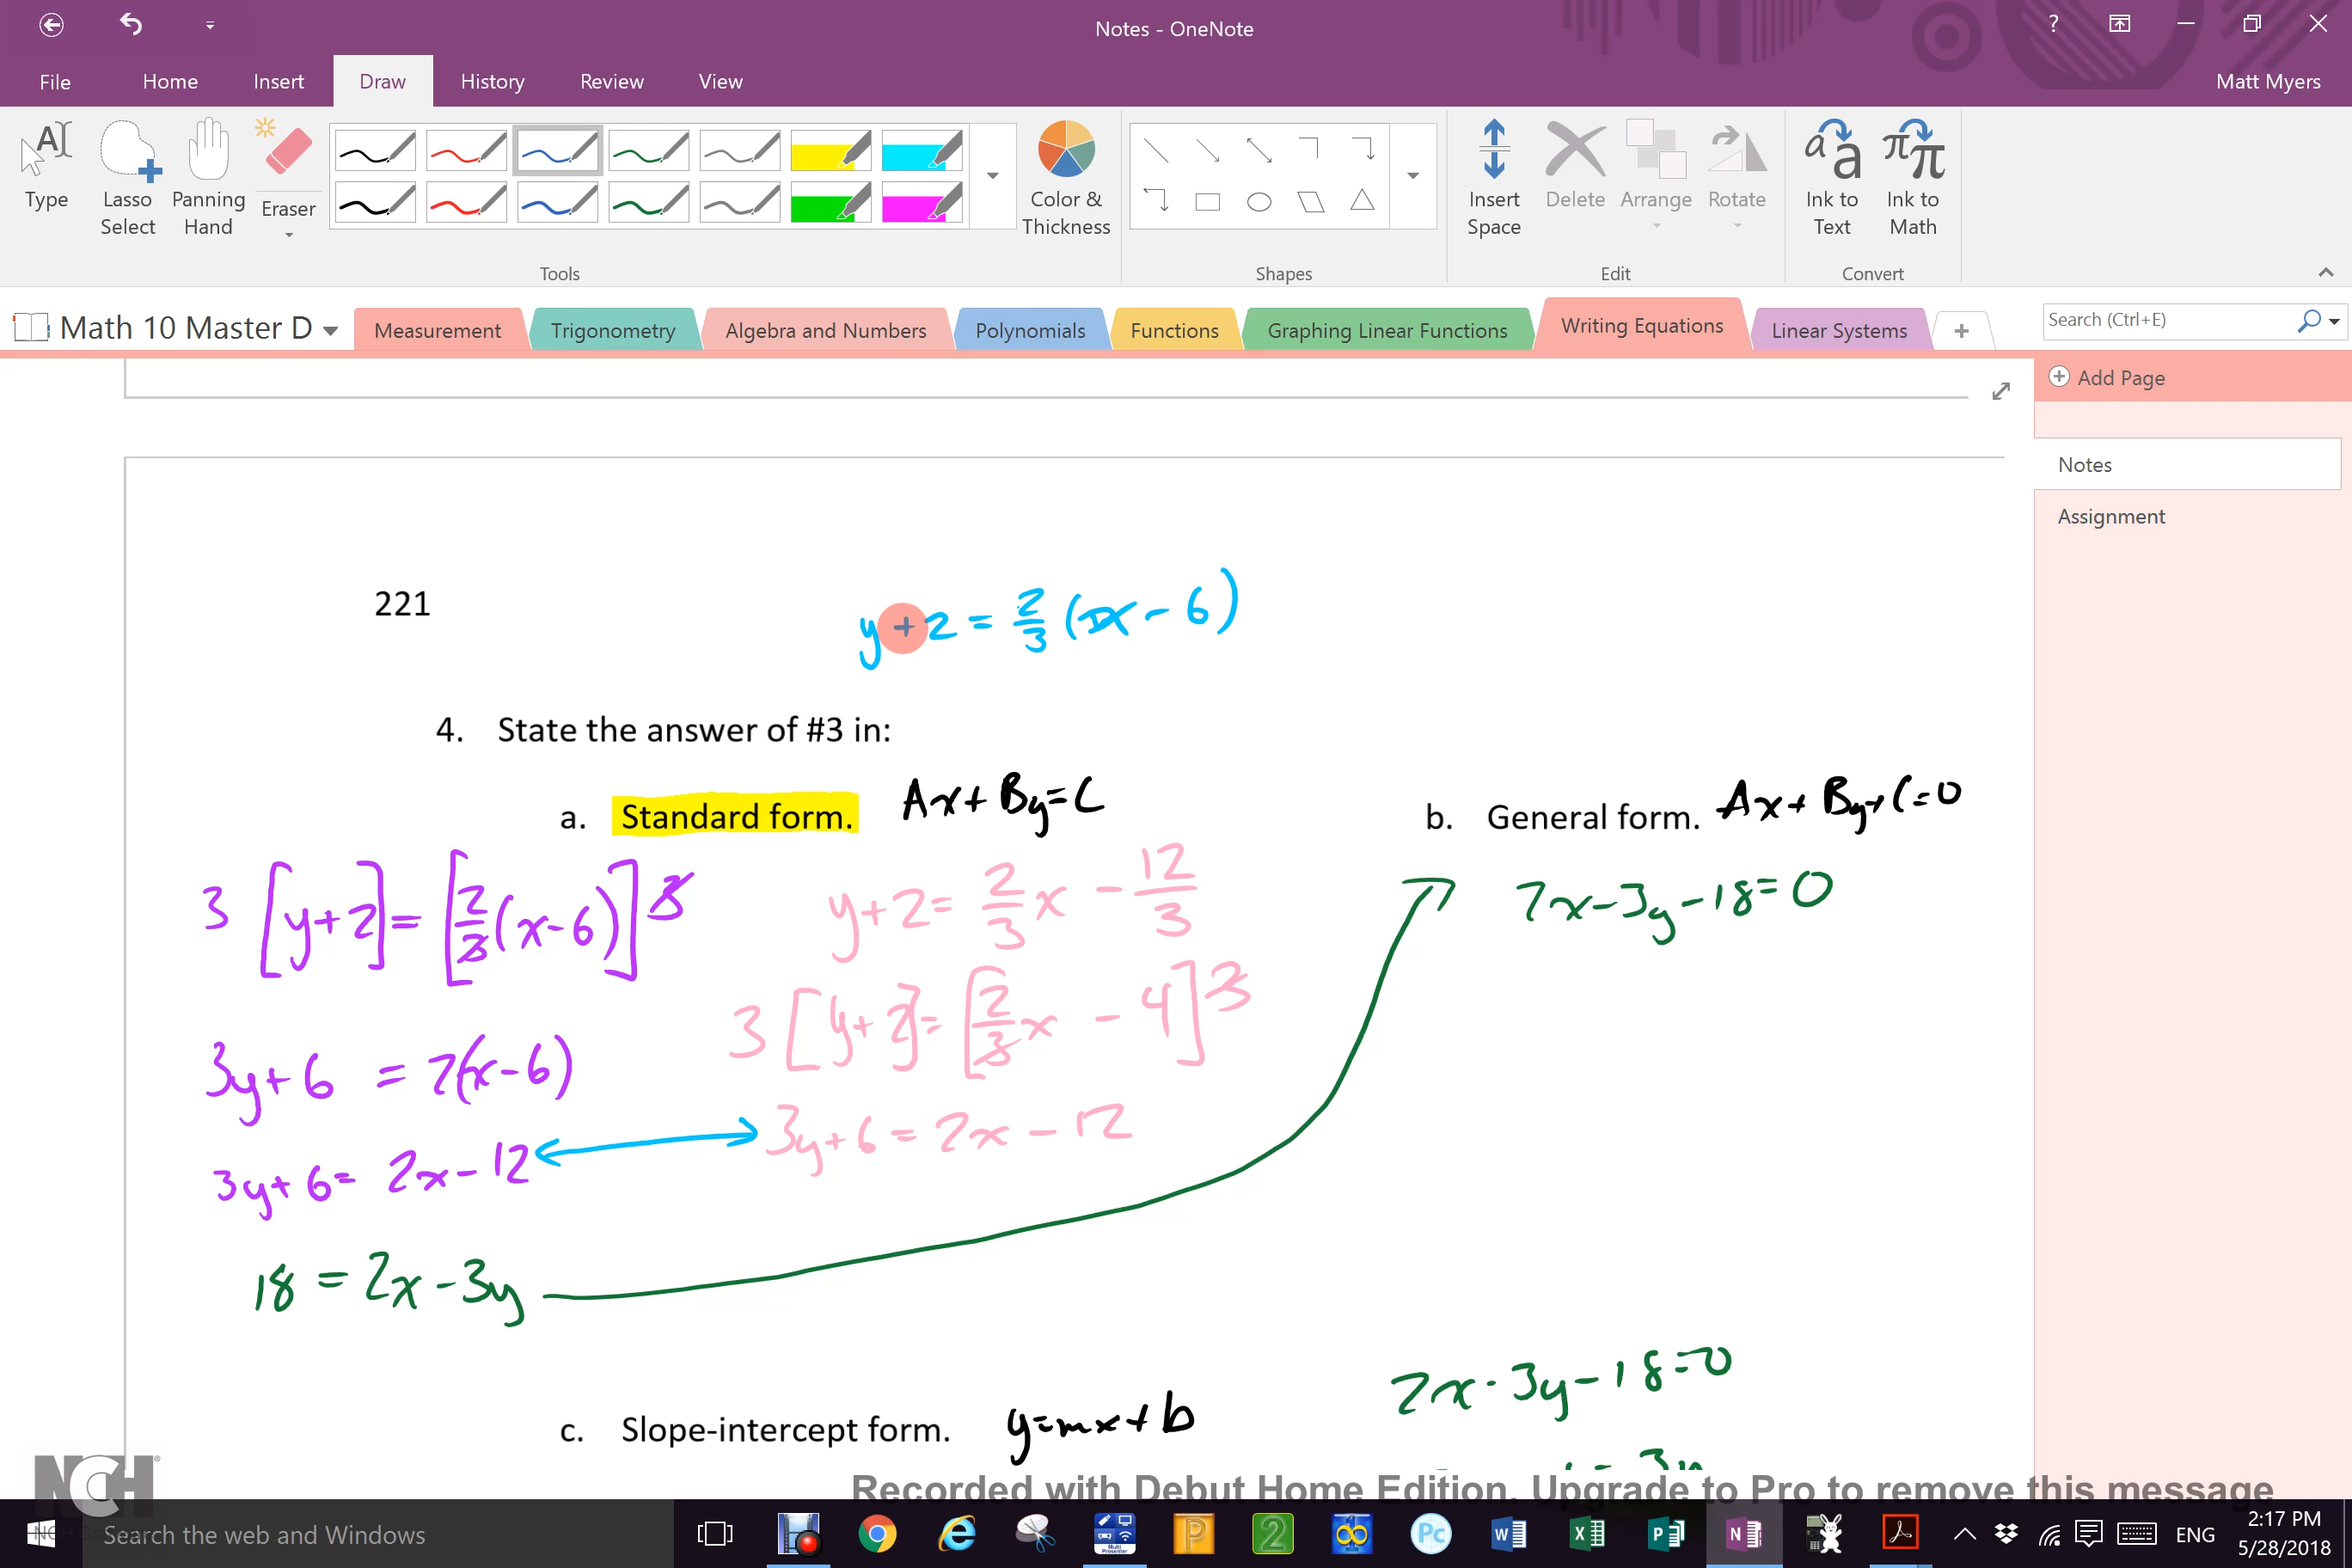 Notes - OneNote
?
File Home Insert Draw History Review View
Matt Myers
Type
Lasso Select
Panning Hand
Eraser
Color & Thickness
Insert Space
Delete
Arrange
Rotate
Ink to Text
Ink to Math
Tools
Shapes
Edit
Convert
Math 10 Master D
Measurement
Trigonometry
Algebra and Numbers
Polynomials
Functions
Graphing Linear Functions
Writing Equations
Linear Systems
Search (Ctrl+E)
Add Page
Notes
Assignment
221
y+2 = 2/3 (x - 6)
4. State the answer of #3 in:
a. Standard form. Ax + By = C
b. General form. Ax + By + C = 0
3 [y+2] = [2/3 (x-6)] 3
y+2 = 2/3 x - 12/3
2x - 3y - 18 = 0
3 [y+2] = [2/3 x - 4] 3
3y+6 = 2(x-6)
3y+6 = 2x - 12
3y+6 = 2x-12
18 = 2x - 3y
2x - 3y - 18 = 0
c. Slope-intercept form. y = mx + b
NCH
Recorded with Debut Home Edition. Upgrade to Pro to remove this message
Search the web and Windows
ENG
2:17 PM
5/28/2018